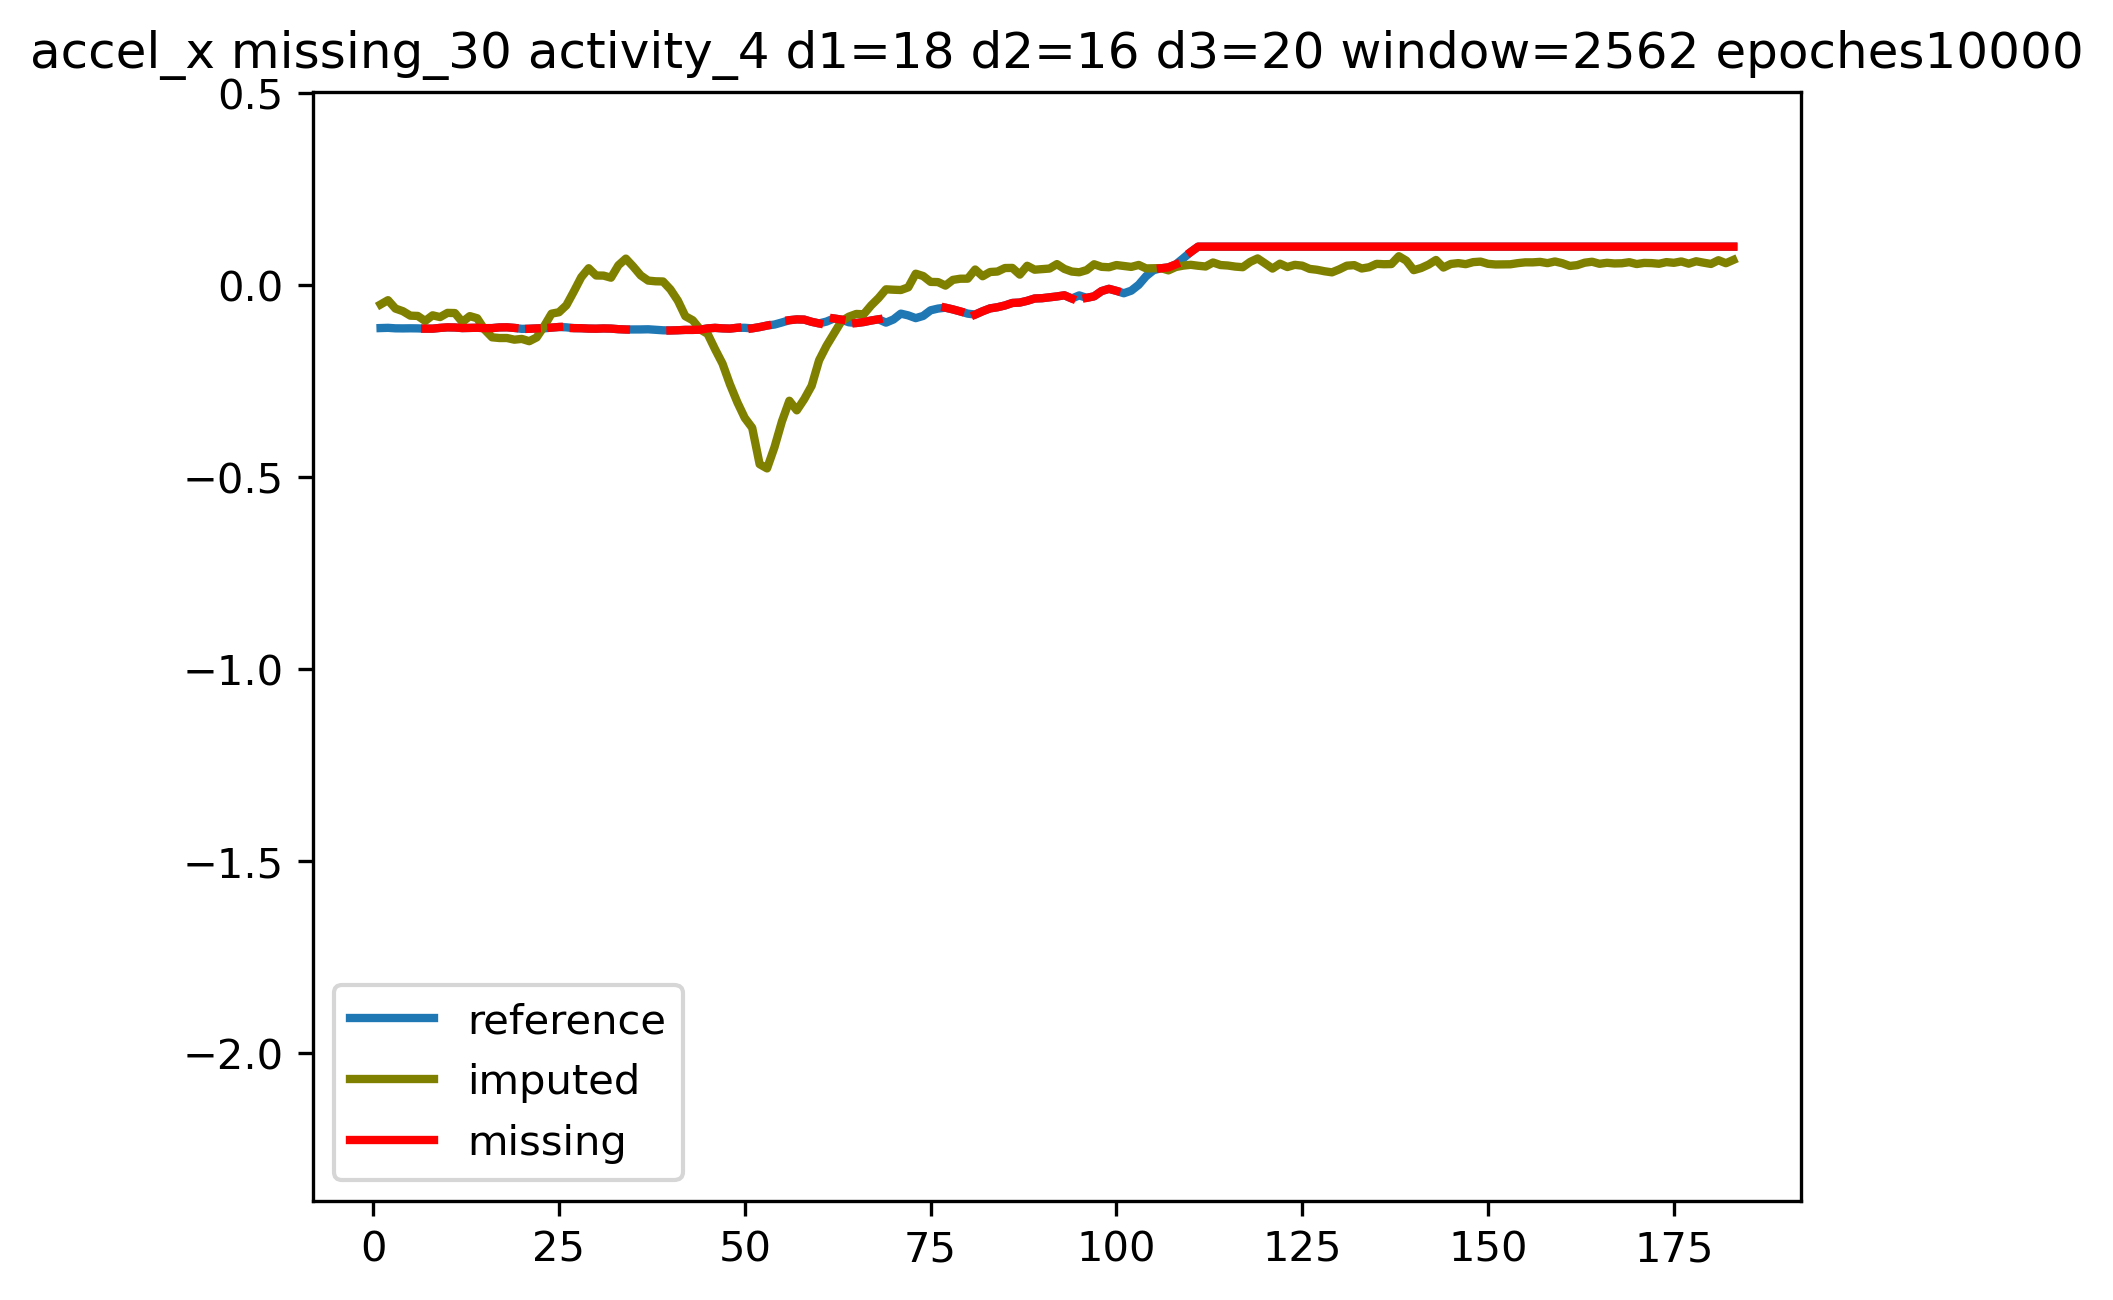 accel_x missing_30 activity_4 d1=18 d2=16 d3=20 window=2562 epoches10000
0.5
0.0
−0.5
−1.0
−1.5
−2.0
reference
imputed
missing
0 25 50 75 100 125 150 175